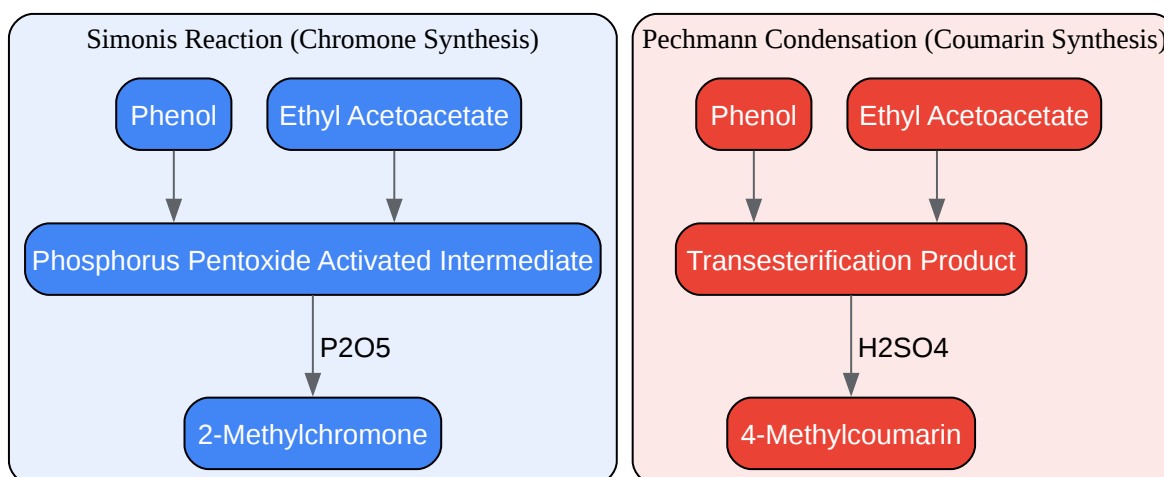 Simonis Reaction (Chromone Synthesis)
Phenol
Ethyl Acetoacetate
Phosphorus Pentoxide Activated Intermediate
P2O5
2-Methylchromone
Pechmann Condensation (Coumarin Synthesis)
Phenol
Ethyl Acetoacetate
Transesterification Product
H2SO4
4-Methylcoumarin